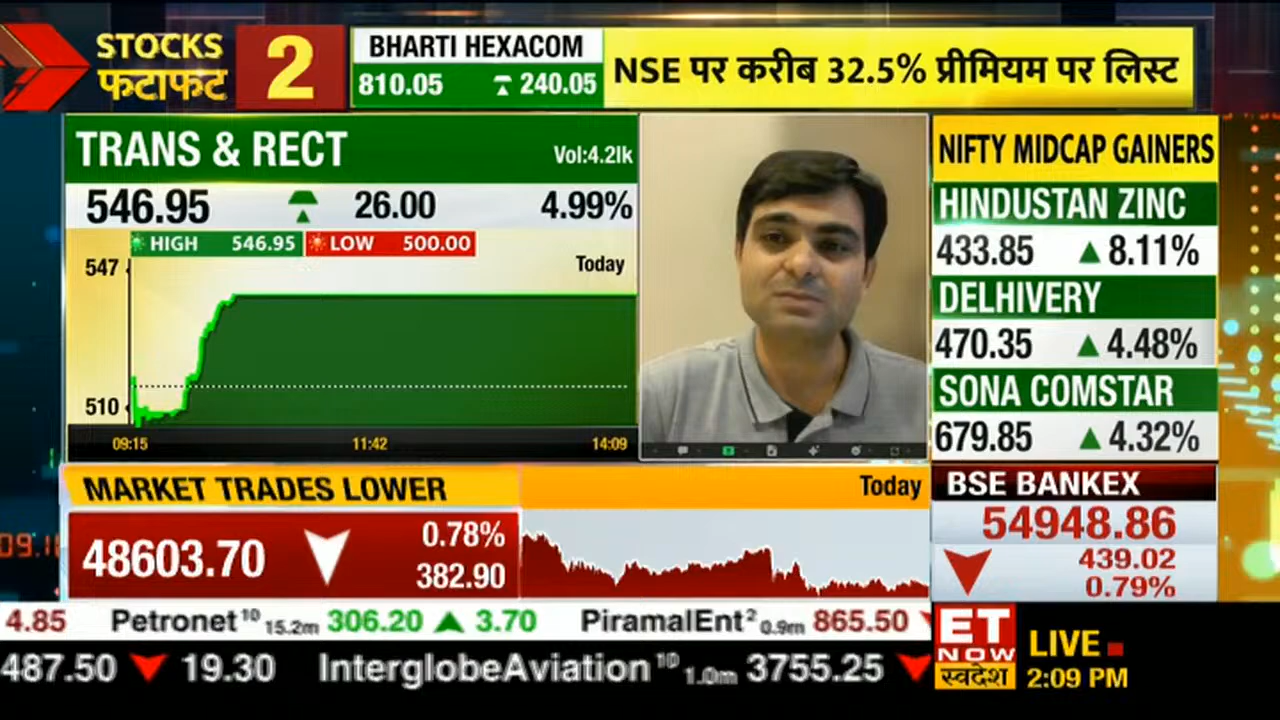 STOCKS
फटाफट
2
BHARTI HEXACOM
810.05 240.05
NSE पर करीब 32.5% प्रीमियम पर लिस्ट
TRANS & RECT Vol:4.2lk
546.95 26.00 4.99%
HIGH 546.95 LOW 500.00
Today
547
510
09:15 11:42 14:09
NIFTY MIDCAP GAINERS
HINDUSTAN ZINC
433.85 ▲ 8.11%
DELHIVERY
470.35 ▲ 4.48%
SONA COMSTAR
679.85 ▲ 4.32%
MARKET TRADES LOWER Today
48603.70
0.78%
382.90
BSE BANKEX
54948.86
439.02
0.79%
4.85 Petronet 10 15.2m 306.20 ▲ 3.70 PiramalEnt 2 0.9m 865.50 ▼
487.50 ▼ 19.30 InterglobeAviation 10 1.0m 3755.25 ▼
ET
NOW
स्वदेश
LIVE
2:09 PM